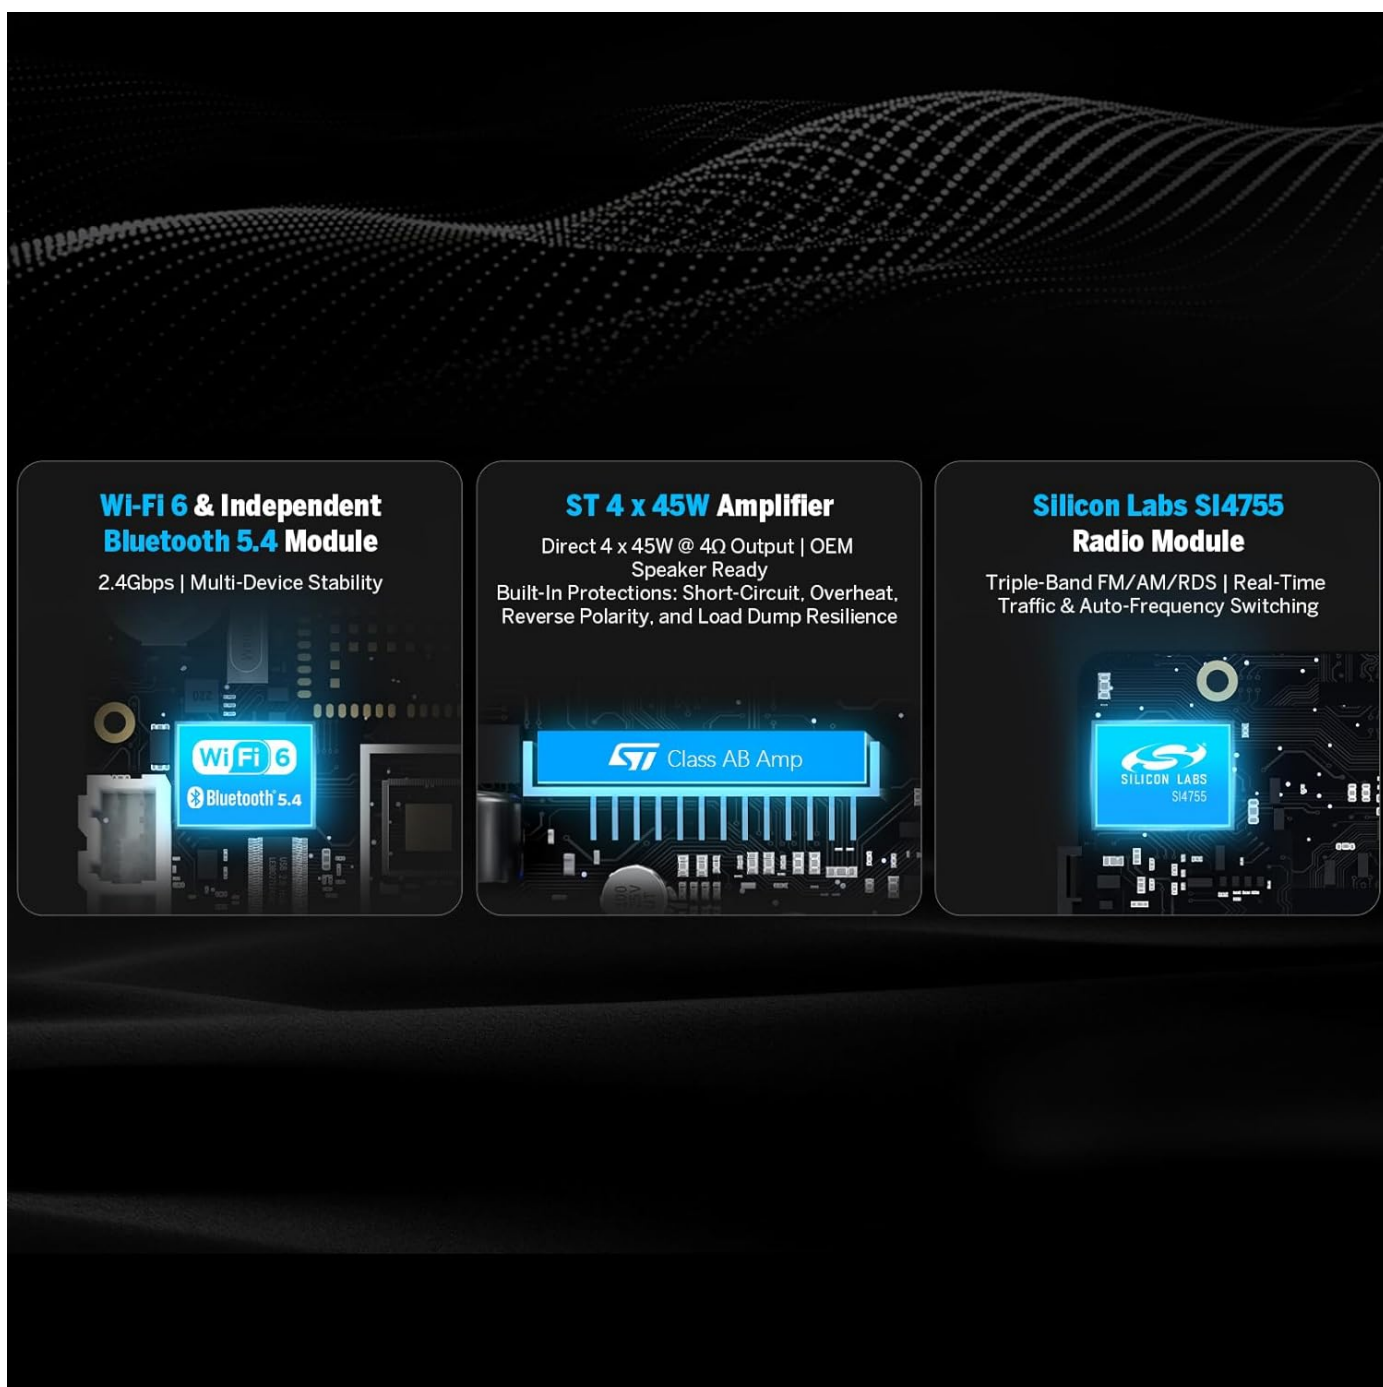 Wi-Fi 6 & Independent
Bluetooth 5.4 Module
2.4Gbps | Multi-Device Stability
WiFi 6
Bluetooth® 5.4
ST 4 x 45W Amplifier
Direct 4 x 45W @ 4Ω Output | OEM
Speaker Ready
Built-In Protections: Short-Circuit, Overheat,
Reverse Polarity, and Load Dump Resilience
ST Class AB Amp
Silicon Labs SI4755
Radio Module
Triple-Band FM/AM/RDS | Real-Time
Traffic & Auto-Frequency Switching
SILICON LABS
SI4755